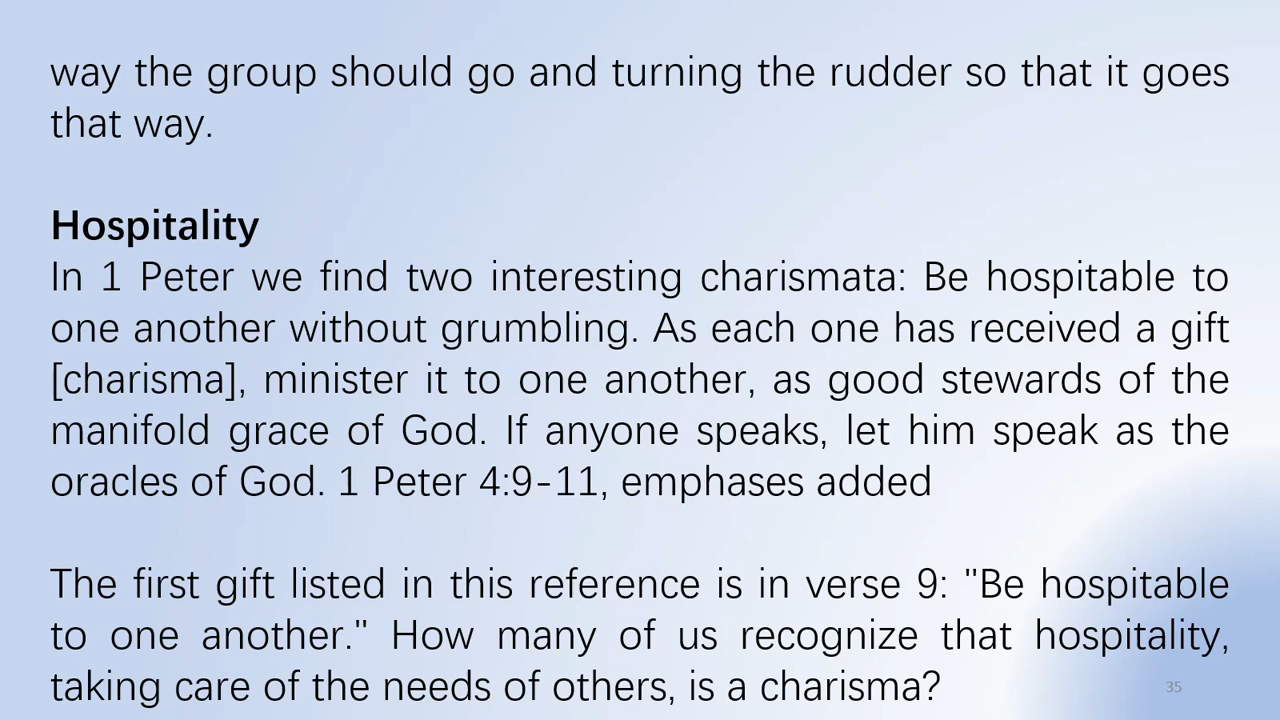 way the group should go and turning the rudder so that it goes
that way.
Hospitality
In 1 Peter we find two interesting charismata: Be hospitable to
one another without grumbling. As each one has received a gift
[charisma], minister it to one another, as good stewards of the
manifold grace of God. If anyone speaks, let him speak as the
oracles of God. 1 Peter 4:9-11, emphases added
The first gift listed in this reference is in verse 9: "Be hospitable
to one another." How many of us recognize that hospitality,
taking care of the needs of others, is a charisma?
35